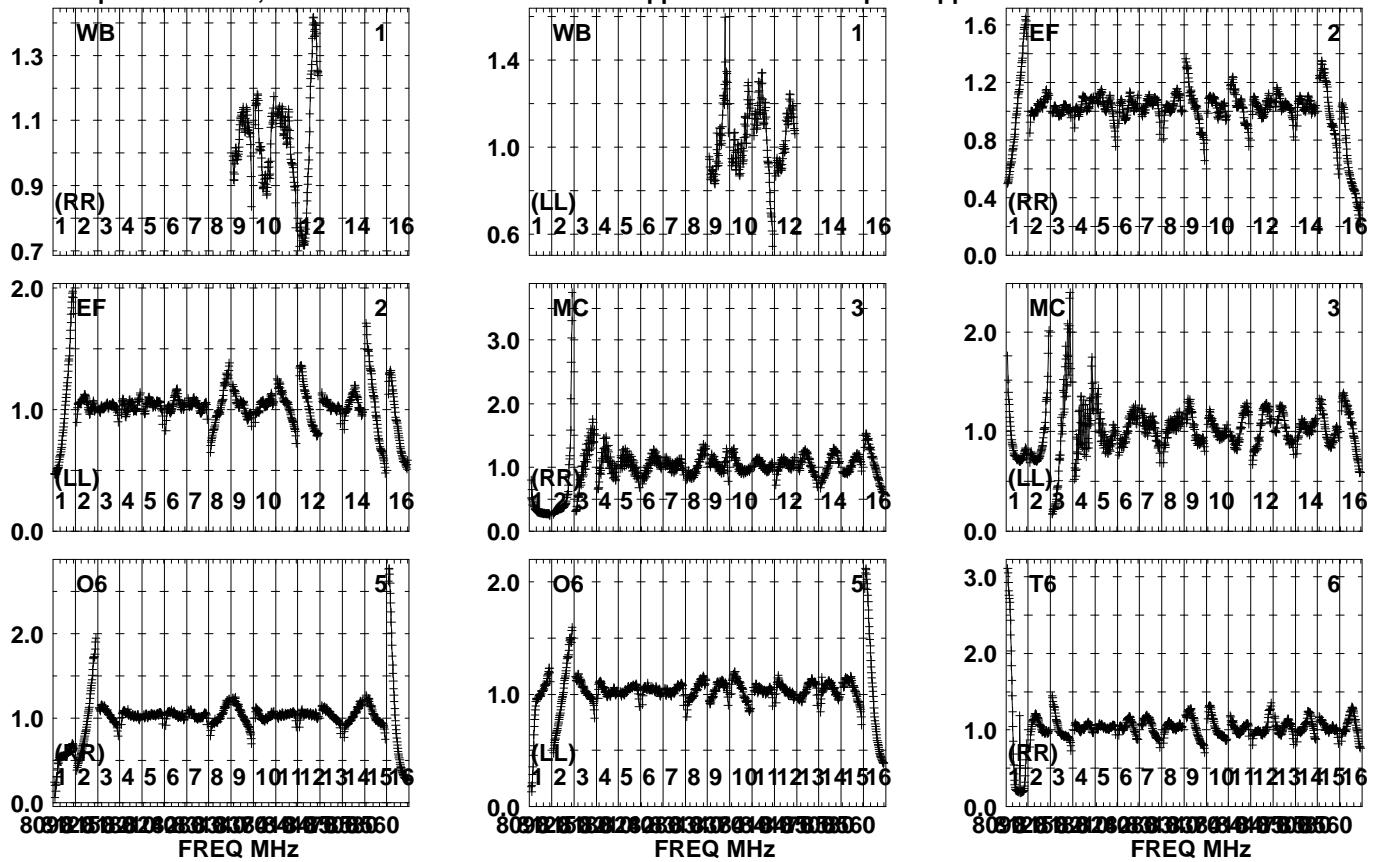 WB 1
1.3
1.1
0.9
0.7
(RR)
1 2 3 4 5 6 7 8 9 10 12 14 16
WB 1
1.4
1.0
0.6
(LL)
1 2 3 4 5 6 7 8 9 10 12 14 16
EF 2
1.6
1.2
0.8
0.4
0.0
(RR)
1 2 3 4 5 6 7 8 9 10 12 14 16
EF 2
2.0
1.0
0.0
(LL)
1 2 3 4 5 6 7 8 9 10 12 14 16
MC 3
3.0
2.0
1.0
0.0
(RR)
1 2 3 4 5 6 7 8 9 10 12 14 16
MC 3
2.0
1.0
0.0
(LL)
1 2 3 4 5 6 7 8 9 10 12 14 16
O6 5
2.0
1.0
0.0
(RR)
1 2 3 4 5 6 7 8 9 10 11 12 13 14 15 16
FREQ MHz
O6 5
2.0
1.0
0.0
(LL)
1 2 3 4 5 6 7 8 9 10 11 12 13 14 15 16
FREQ MHz
T6 6
3.0
2.0
1.0
0.0
(RR)
1 2 3 4 5 6 7 8 9 10 11 12 13 14 15 16
FREQ MHz